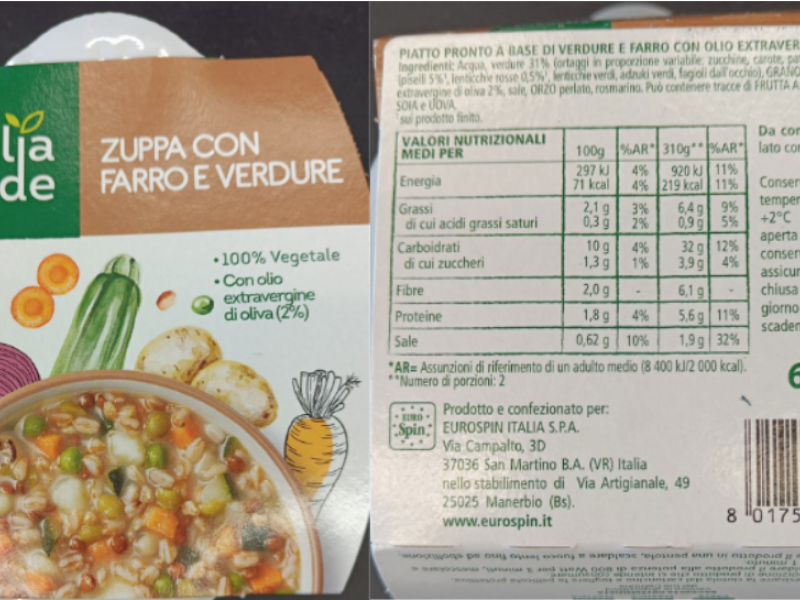 lia
de
ZUPPA CON
FARRO E VERDURE
•100% Vegetale
•Con olio
extravergine
di oliva (2%)
PIATTO PRONTO A BASE DI VERDURE E FARRO CON OLIO EXTRAVER
Ingredienti: Acqua, verdure 31% (ortaggi in proporzione variabile: zucchine, carote, pa
(piselli 5%¹, lenticchie rosse 0,5%¹, lenticchie verdi, adzuki verdi, fagioli dall'occhio), GRANO
extravergine di oliva 2%, sale, ORZO perlato, rosmarino. Può contenere tracce di FRUTTA A
SOIA e UOVA.
sul prodotto finito.
VALORI NUTRIZIONALI
MEDI PER 100g %AR* 310g** %AR*
Energia 297 kJ 4% 920 kJ 11%
71 kcal 4% 219 kcal 11%
Grassi 2,1 g 3% 6,4 g 9%
di cui acidi grassi saturi 0,3 g 2% 0,9 g 5%
Carboidrati 10 g 4% 32 g 12%
di cui zuccheri 1,3 g 1% 3,9 g 4%
Fibre 2,0 g - 6,1 g -
Proteine 1,8 g 4% 5,6 g 11%
Sale 0,62 g 10% 1,9 g 32%
*AR= Assunzioni di riferimento di un adulto medio (8 400 kJ/2 000 kcal).
**Numero di porzioni: 2
Da con
lato co
Conser
temper
+2°C
aperta
conser
assicur
chiusa
giorno
scaden
6
EURO
Spin
Prodotto e confezionato per:
EUROSPIN ITALIA S.P.A.
Via Campalto, 3D
37036 San Martino B.A. (VR) Italia
nello stabilimento di Via Artigianale, 49
25025 Manerbio (Bs).
www.eurospin.it
8 0175